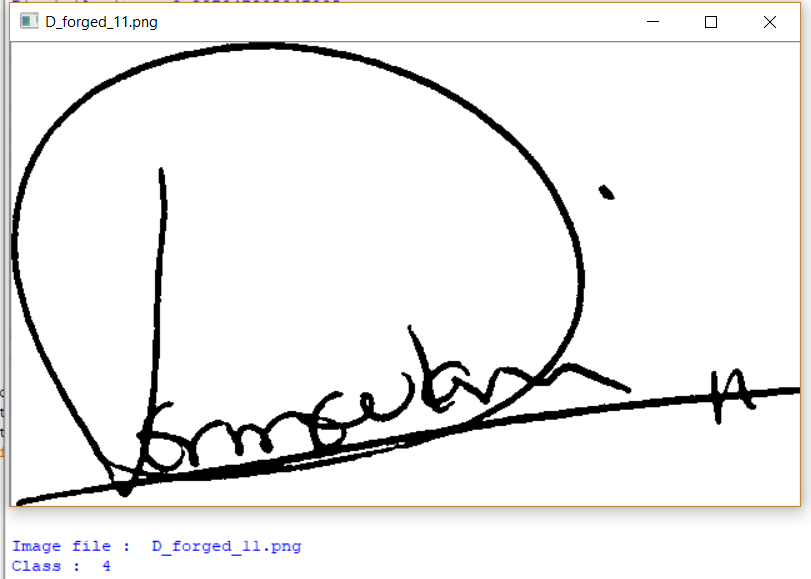 D_forged_11.png
n
Image file :  D_forged_11.png
Class :  4